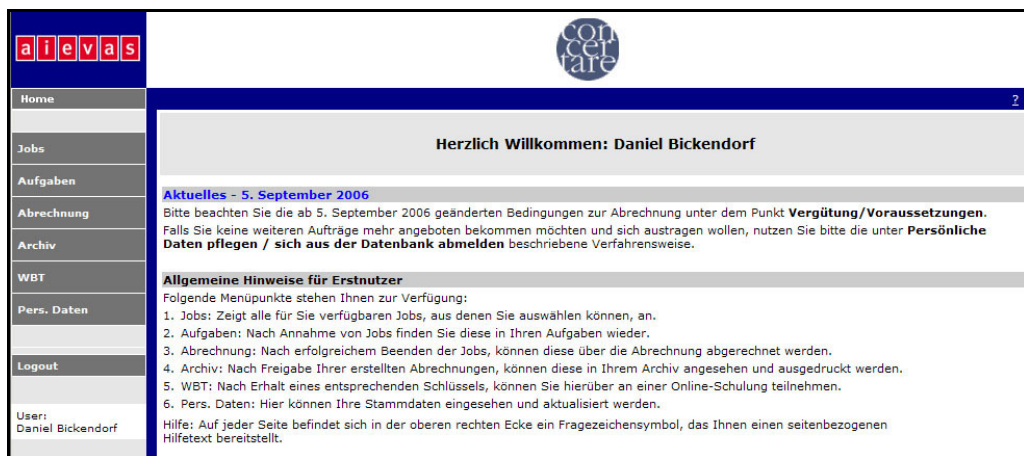 aievas
con
cer
tare
Home
?
Jobs
Aufgaben
Abrechnung
Archiv
WBT
Pers. Daten
Logout
User:
Daniel Bickendorf
Herzlich Willkommen: Daniel Bickendorf
Aktuelles - 5. September 2006
Bitte beachten Sie die ab 5. September 2006 geänderten Bedingungen zur Abrechnung unter dem Punkt Vergütung/Voraussetzungen.
Falls Sie keine weiteren Aufträge mehr angeboten bekommen möchten und sich austragen wollen, nutzen Sie bitte die unter Persönliche
Daten pflegen / sich aus der Datenbank abmelden beschriebene Verfahrensweise.
Allgemeine Hinweise für Erstnutzer
Folgende Menüpunkte stehen Ihnen zur Verfügung:
1. Jobs: Zeigt alle für Sie verfügbaren Jobs, aus denen Sie auswählen können, an.
2. Aufgaben: Nach Annahme von Jobs finden Sie diese in Ihren Aufgaben wieder.
3. Abrechnung: Nach erfolgreichem Beenden der Jobs, können diese über die Abrechnung abgerechnet werden.
4. Archiv: Nach Freigabe Ihrer erstellten Abrechnungen, können diese in Ihrem Archiv angesehen und ausgedruckt werden.
5. WBT: Nach Erhalt eines entsprechenden Schlüssels, können Sie hierüber an einer Online-Schulung teilnehmen.
6. Pers. Daten: Hier können Ihre Stammdaten eingesehen und aktualisiert werden.
Hilfe: Auf jeder Seite befindet sich in der oberen rechten Ecke ein Fragezeichensymbol, das Ihnen einen seitenbezogenen
Hilfetext bereitstellt.